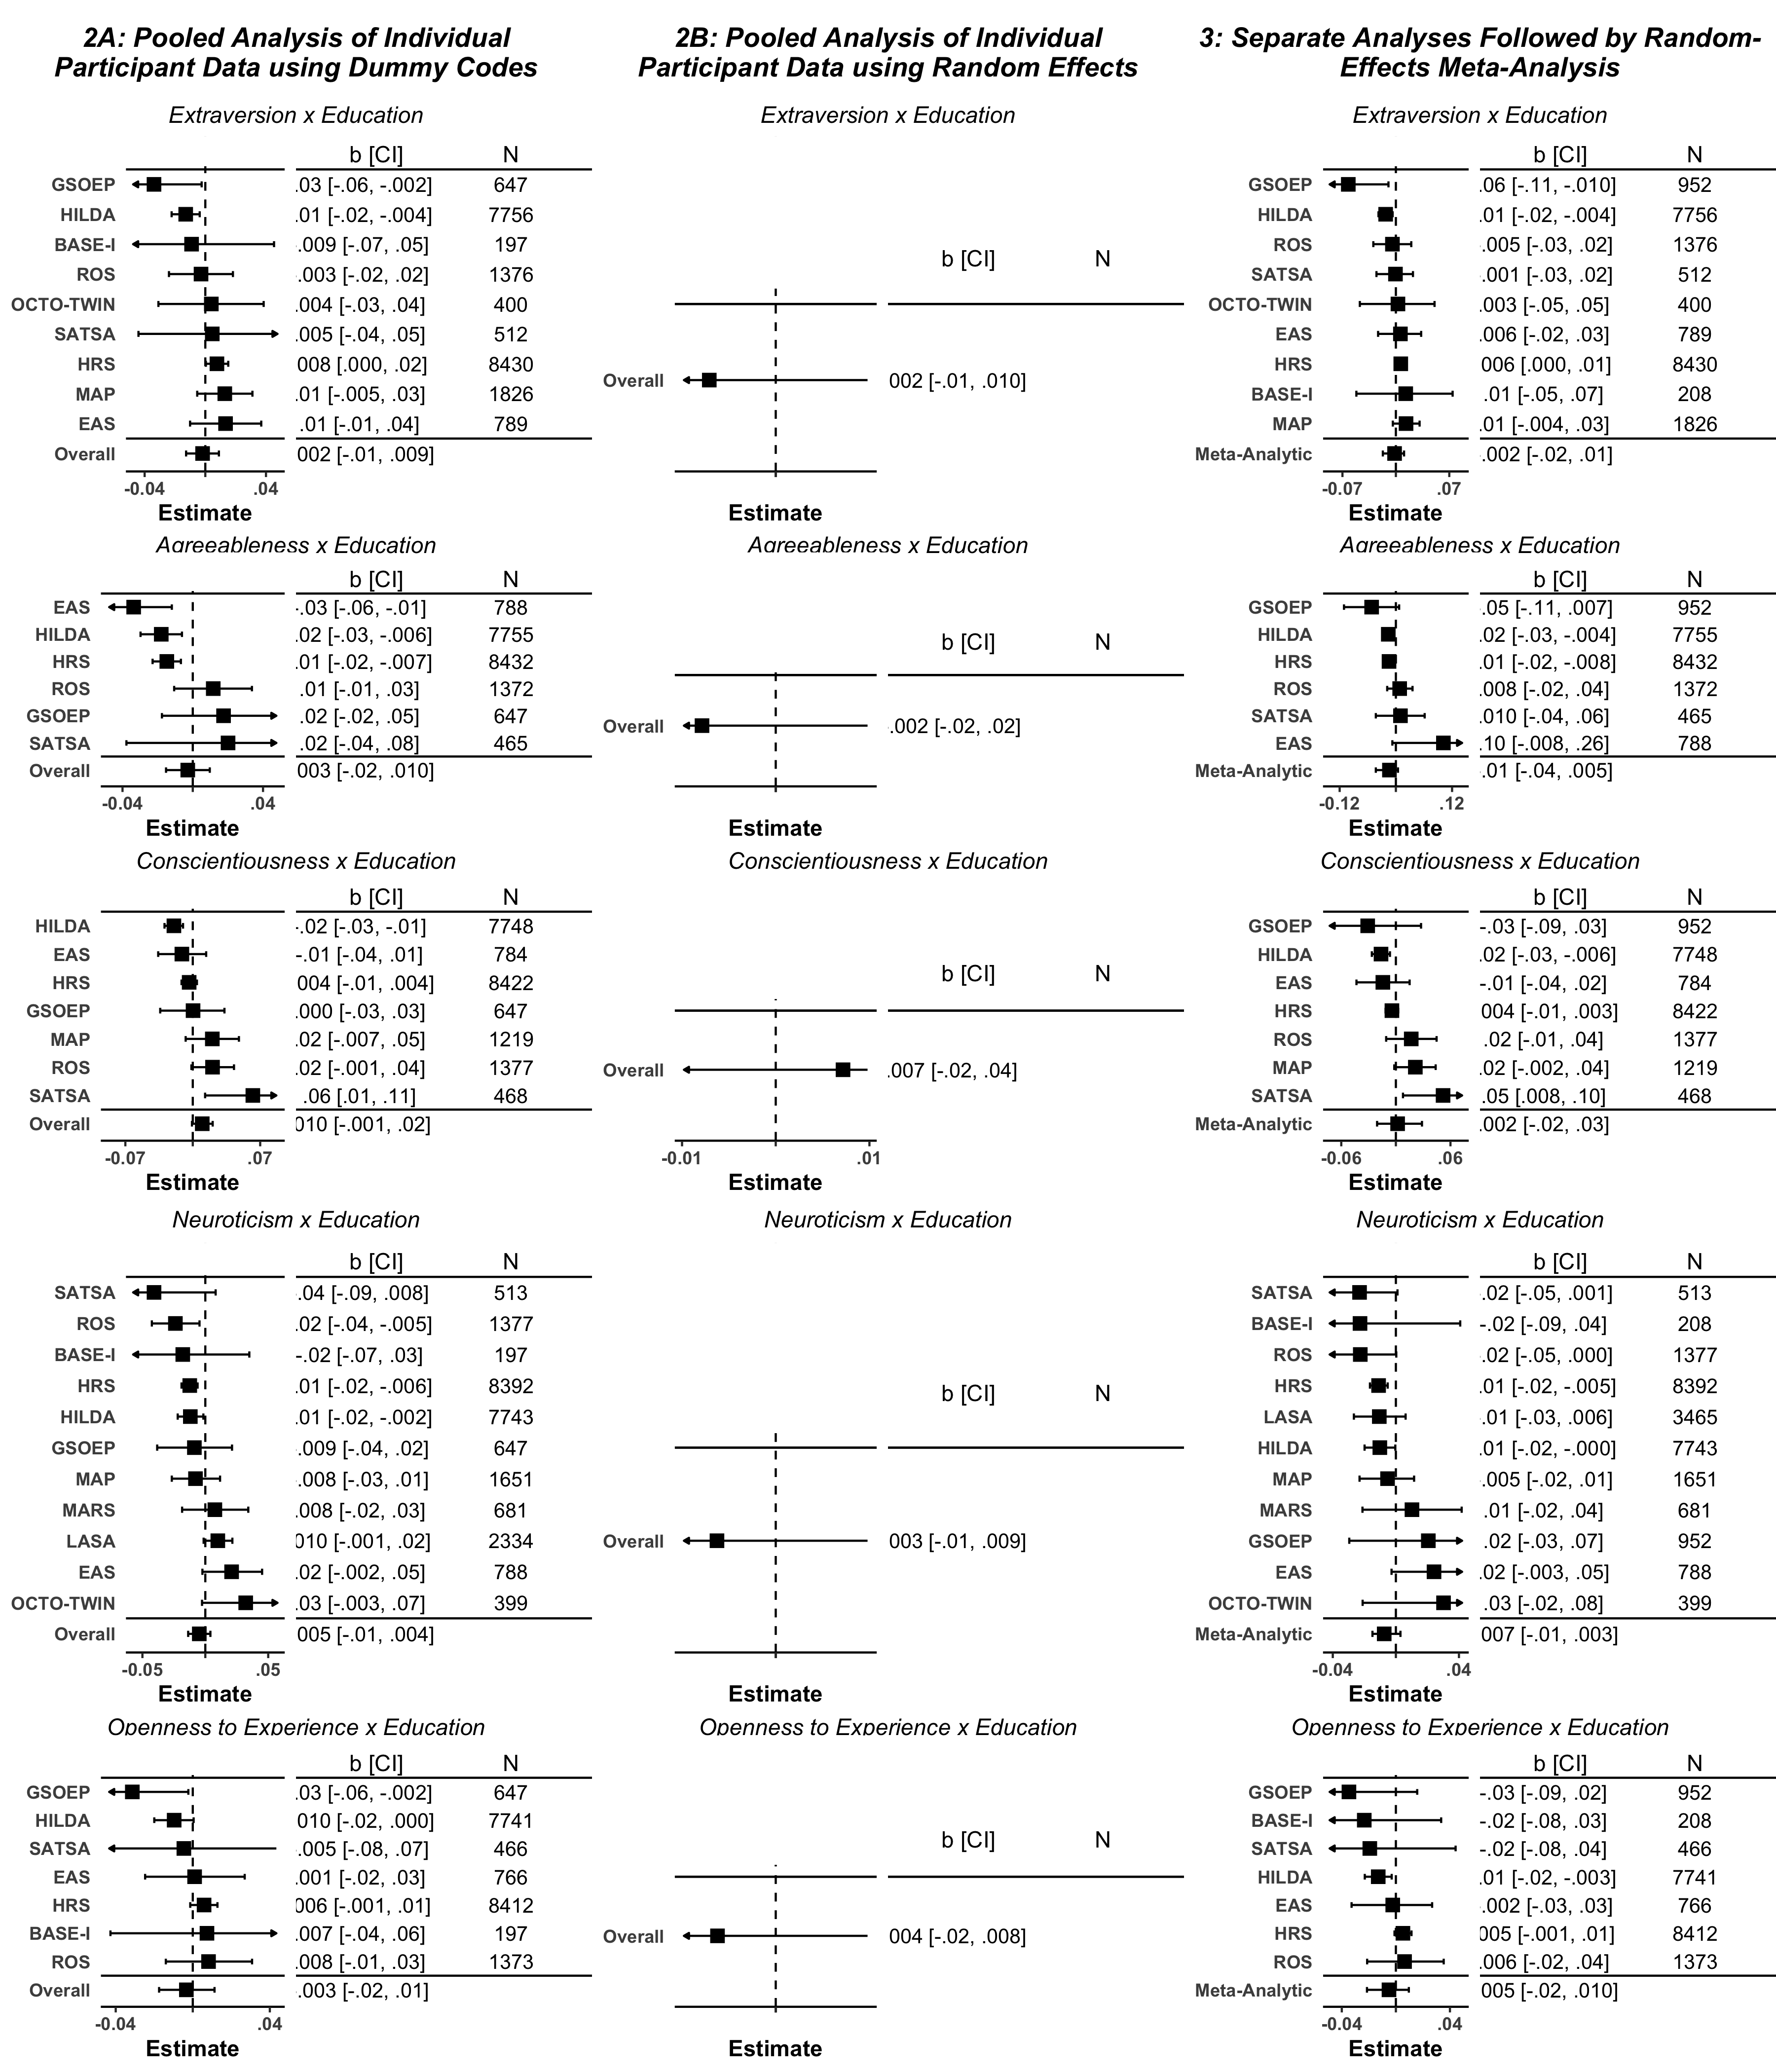 2A: Pooled Analysis of Individual
Participant Data using Dummy Codes
Extraversion x Education
b [CI] N
GSOEP .03 [-.06, -.002] 647
HILDA .01 [-.02, -.004] 7756
BASE-I .009 [-.07, .05] 197
ROS .003 [-.02, .02] 1376
OCTO-TWIN .004 [-.03, .04] 400
SATSA .005 [-.04, .05] 512
HRS 008 [.000, .02] 8430
MAP .01 [-.005, .03] 1826
EAS .01 [-.01, .04] 789
Overall 002 [-.01, .009]
-0.04 .04
Estimate
Agreeableness x Education
b [CI] N
EAS -.03 [-.06, -.01] 788
HILDA .02 [-.03, -.006] 7755
HRS .01 [-.02, -.007] 8432
ROS .01 [-.01, .03] 1372
GSOEP .02 [-.02, .05] 647
SATSA .02 [-.04, .08] 465
Overall 003 [-.02, .010]
-0.04 .04
Estimate
Conscientiousness x Education
b [CI] N
HILDA -.02 [-.03, -.01] 7748
EAS -.01 [-.04, .01] 784
HRS 004 [-.01, .004] 8422
GSOEP .000 [-.03, .03] 647
MAP .02 [-.007, .05] 1219
ROS .02 [-.001, .04] 1377
SATSA .06 [.01, .11] 468
Overall 010 [-.001, .02]
-0.07 .07
Estimate
Neuroticism x Education
b [CI] N
SATSA .04 [-.09, .008] 513
ROS .02 [-.04, -.005] 1377
BASE-I -.02 [-.07, .03] 197
HRS .01 [-.02, -.006] 8392
HILDA .01 [-.02, -.002] 7743
GSOEP .009 [-.04, .02] 647
MAP .008 [-.03, .01] 1651
MARS .008 [-.02, .03] 681
LASA 010 [-.001, .02] 2334
EAS .02 [-.002, .05] 788
OCTO-TWIN .03 [-.003, .07] 399
Overall 005 [-.01, .004]
-0.05 .05
Estimate
Openness to Experience x Education
b [CI] N
GSOEP .03 [-.06, -.002] 647
HILDA 010 [-.02, .000] 7741
SATSA .005 [-.08, .07] 466
EAS .001 [-.02, .03] 766
HRS 006 [-.001, .01] 8412
BASE-I .007 [-.04, .06] 197
ROS .008 [-.01, .03] 1373
Overall .003 [-.02, .01]
-0.04 .04
Estimate
2B: Pooled Analysis of Individual
Participant Data using Random Effects
Extraversion x Education
b [CI] N
Overall 002 [-.01, .010]
Estimate
Agreeableness x Education
b [CI] N
Overall .002 [-.02, .02]
Estimate
Conscientiousness x Education
b [CI] N
Overall .007 [-.02, .04]
-0.01 .01
Estimate
Neuroticism x Education
b [CI] N
Overall 003 [-.01, .009]
Estimate
Openness to Experience x Education
b [CI] N
Overall 004 [-.02, .008]
Estimate
3: Separate Analyses Followed by Random-
Effects Meta-Analysis
Extraversion x Education
b [CI] N
GSOEP .06 [-.11, -.010] 952
HILDA .01 [-.02, -.004] 7756
ROS .005 [-.03, .02] 1376
SATSA .001 [-.03, .02] 512
OCTO-TWIN .003 [-.05, .05] 400
EAS .006 [-.02, .03] 789
HRS 006 [.000, .01] 8430
BASE-I .01 [-.05, .07] 208
MAP .01 [-.004, .03] 1826
Meta-Analytic .002 [-.02, .01]
-0.07 .07
Estimate
Agreeableness x Education
b [CI] N
GSOEP .05 [-.11, .007] 952
HILDA .02 [-.03, -.004] 7755
HRS .01 [-.02, -.008] 8432
ROS .008 [-.02, .04] 1372
SATSA .010 [-.04, .06] 465
EAS .10 [-.008, .26] 788
Meta-Analytic .01 [-.04, .005]
-0.12 .12
Estimate
Conscientiousness x Education
b [CI] N
GSOEP -.03 [-.09, .03] 952
HILDA .02 [-.03, -.006] 7748
EAS -.01 [-.04, .02] 784
HRS 004 [-.01, .003] 8422
ROS .02 [-.01, .04] 1377
MAP .02 [-.002, .04] 1219
SATSA .05 [.008, .10] 468
Meta-Analytic .002 [-.02, .03]
-0.06 .06
Estimate
Neuroticism x Education
b [CI] N
SATSA .02 [-.05, .001] 513
BASE-I -.02 [-.09, .04] 208
ROS .02 [-.05, .000] 1377
HRS .01 [-.02, -.005] 8392
LASA .01 [-.03, .006] 3465
HILDA .01 [-.02, -.000] 7743
MAP .005 [-.02, .01] 1651
MARS .01 [-.02, .04] 681
GSOEP .02 [-.03, .07] 952
EAS .02 [-.003, .05] 788
OCTO-TWIN .03 [-.02, .08] 399
Meta-Analytic 007 [-.01, .003]
-0.04 .04
Estimate
Openness to Experience x Education
b [CI] N
GSOEP -.03 [-.09, .02] 952
BASE-I -.02 [-.08, .03] 208
SATSA -.02 [-.08, .04] 466
HILDA .01 [-.02, -.003] 7741
EAS .002 [-.03, .03] 766
HRS 005 [-.001, .01] 8412
ROS .006 [-.02, .04] 1373
Meta-Analytic 005 [-.02, .010]
-0.04 .04
Estimate